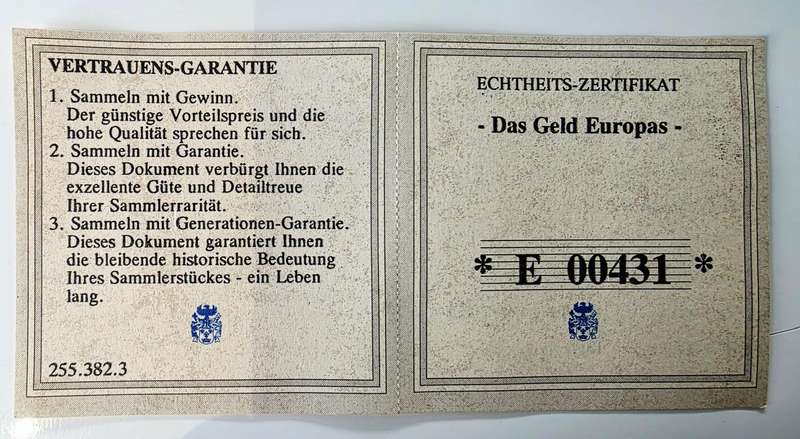 VERTRAUENS-GARANTIE
1. Sammeln mit Gewinn.
Der günstige Vorteilspreis und die
hohe Qualität sprechen für sich.
2. Sammeln mit Garantie.
Dieses Dokument verbürgt Ihnen die
exzellente Güte und Detailtreue
Ihrer Sammlerrarität.
3. Sammeln mit Generationen-Garantie.
Dieses Dokument garantiert Ihnen
die bleibende historische Bedeutung
Ihres Sammlerstückes - ein Leben
lang.
255.382.3
ECHTHEITS-ZERTIFIKAT
- Das Geld Europas -
* E 00431 *